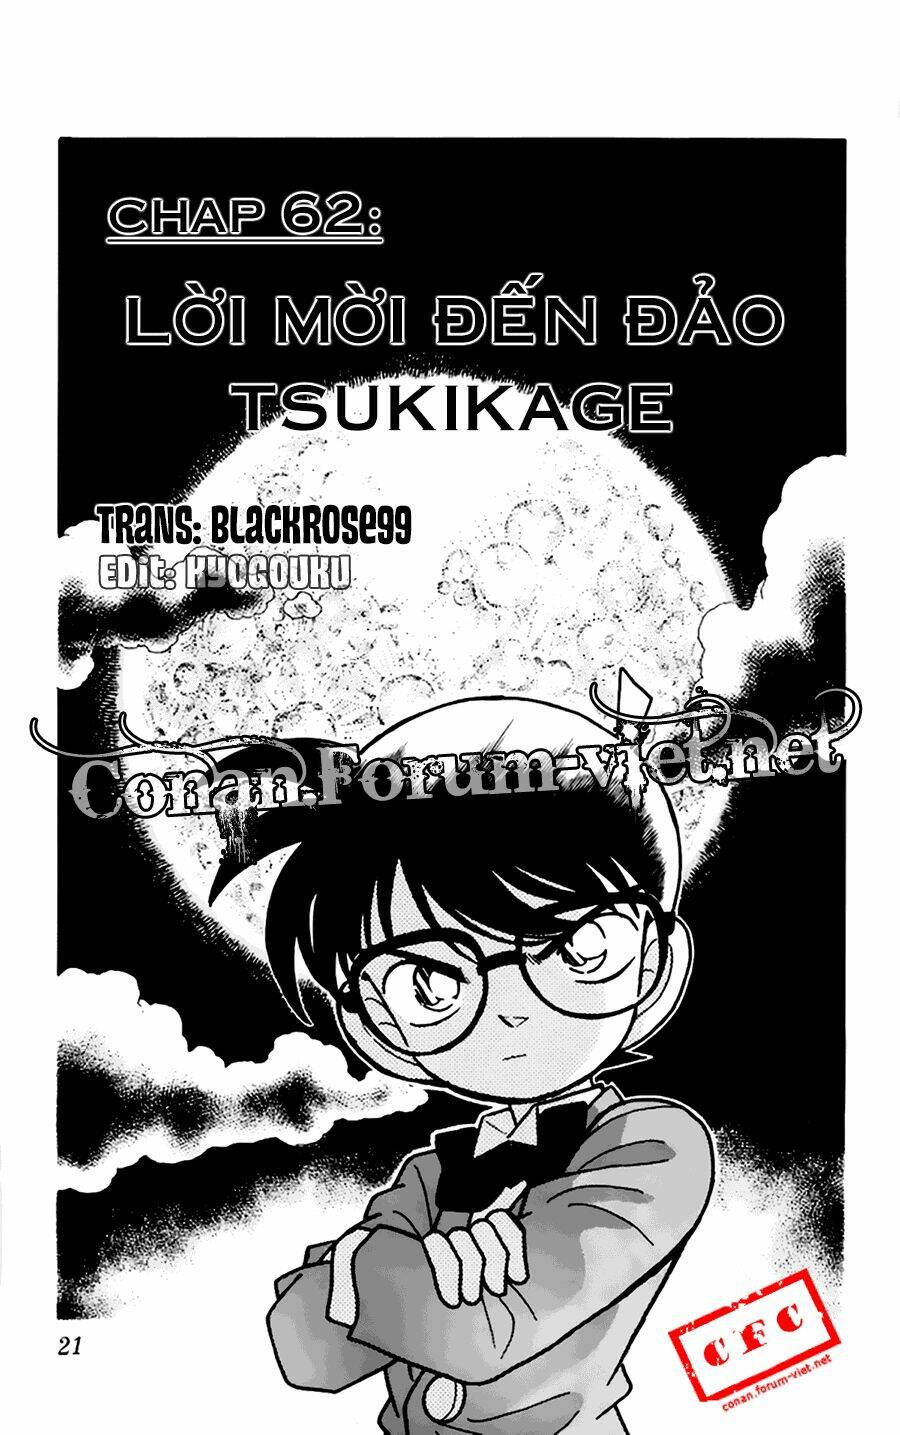 CHAP 62:
LỜI MỜI ĐẾN ĐẢO
TSUKIKAGE
TRANS: BLACKROSE99
EDIT: KYOGOUKU
Conan.Forum-viet.net
21
CFC
conan.forum-viet.net